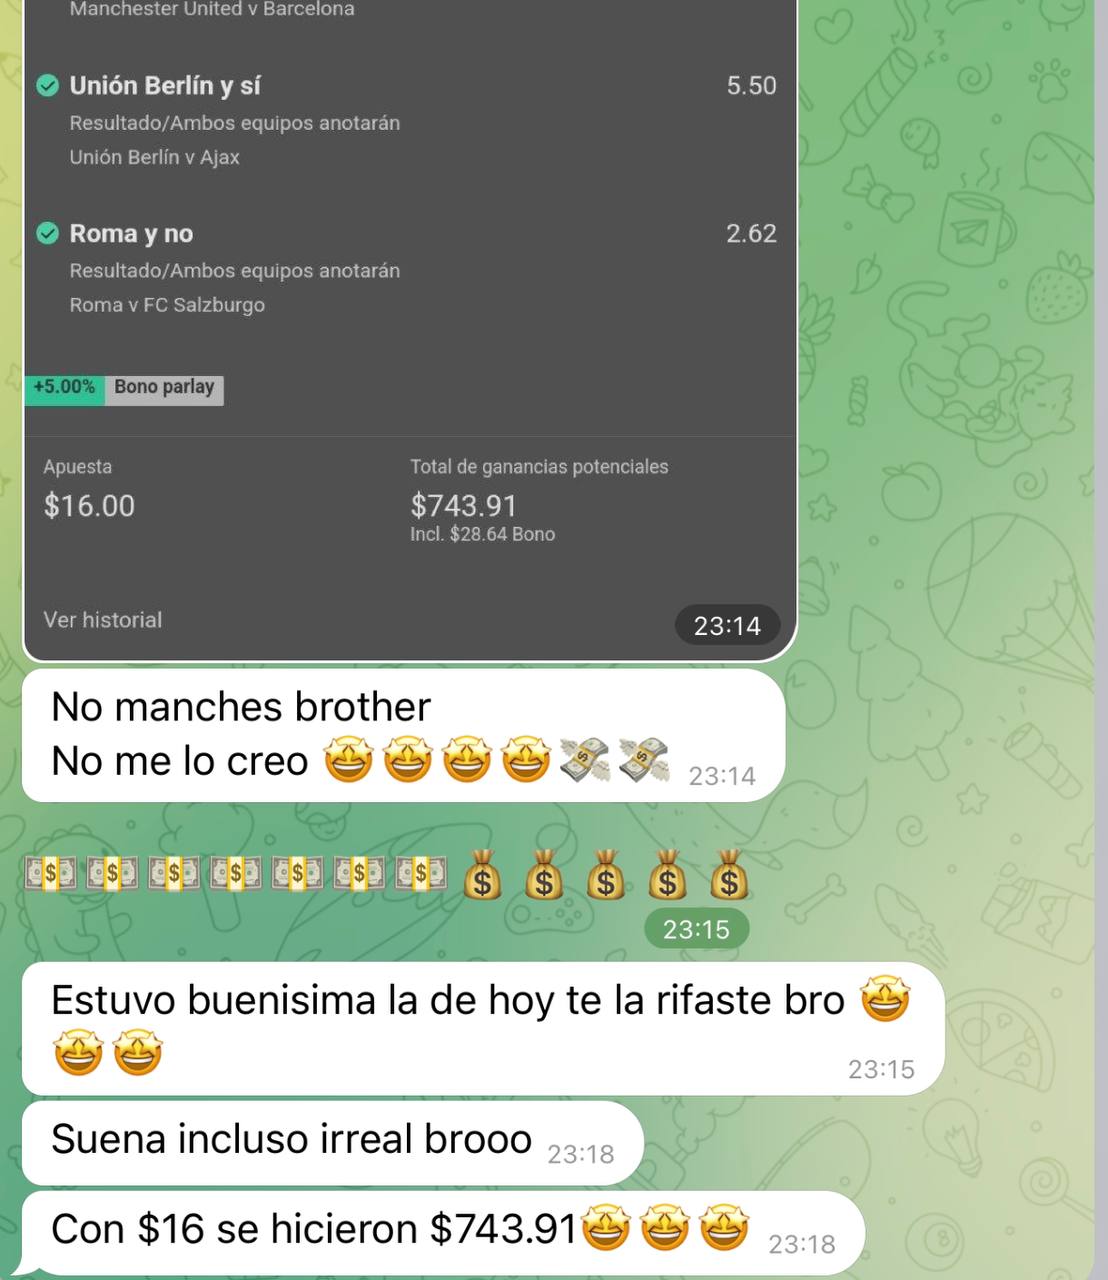 Manchester United v Barcelona
Unión Berlín y sí 5.50
Resultado/Ambos equipos anotarán
Unión Berlín v Ajax
Roma y no 2.62
Resultado/Ambos equipos anotarán
Roma v FC Salzburgo
+5.00% Bono parlay
Apuesta Total de ganancias potenciales
$16.00 $743.91
Incl. $28.64 Bono
Ver historial
23:14
No manches brother
No me lo creo 🤩🤩🤩🤩💸💸 23:14
💵💵💵💵💵💵💵💰💰💰💰💰
23:15
Estuvo buenisima la de hoy te la rifaste bro 🤩
🤩🤩
23:15
Suena incluso irreal brooo 23:18
Con $16 se hicieron $743.91🤩🤩🤩 23:18